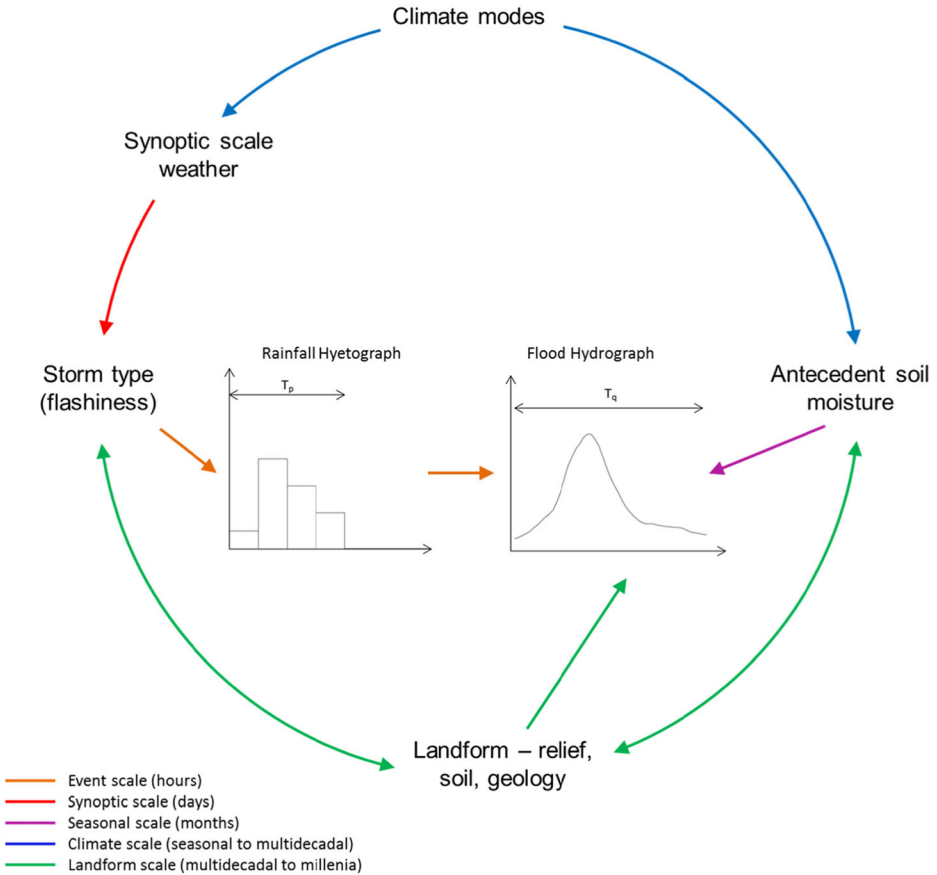 Climate modes
Synoptic scale
weather
Rainfall Hyetograph
Flood Hydrograph
Storm type
(flashiness)
Tp
Tq
Antecedent soil
moisture
Landform – relief,
soil, geology
Event scale (hours)
Synoptic scale (days)
Seasonal scale (months)
Climate scale (seasonal to multidecadal)
Landform scale (multidecadal to millenia)